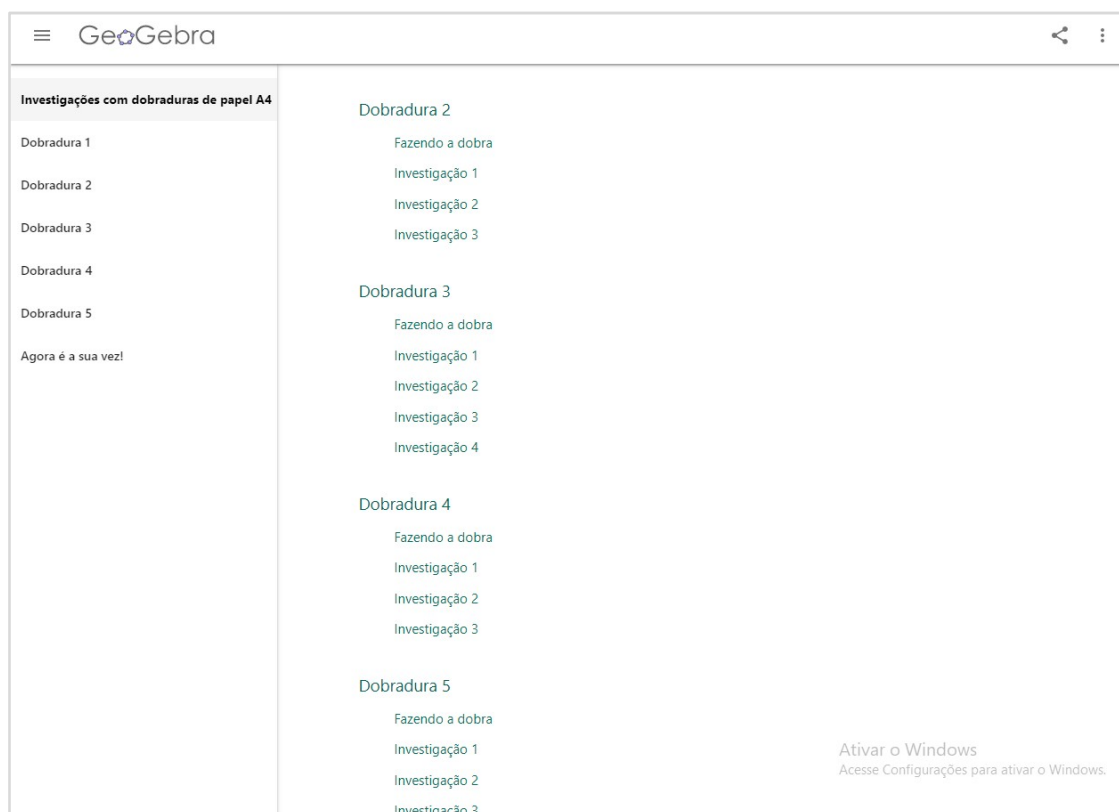 GeoGebra
Investigações com dobraduras de papel A4
Dobradura 1
Dobradura 2
Dobradura 3
Dobradura 4
Dobradura 5
Agora é a sua vez!
Dobradura 2
Fazendo a dobra
Investigação 1
Investigação 2
Investigação 3
Dobradura 3
Fazendo a dobra
Investigação 1
Investigação 2
Investigação 3
Investigação 4
Dobradura 4
Fazendo a dobra
Investigação 1
Investigação 2
Investigação 3
Dobradura 5
Fazendo a dobra
Investigação 1
Investigação 2
Investigação 3
Ativar o Windows
Acesse Configurações para ativar o Windows.